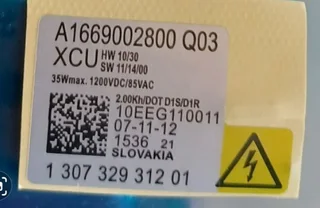 A1669002800 Q03
XCU HW 10/30
SW 11/14/00
35Wmax. 1200VDC/85VAC
2.00Kh/DOT D1S/D1R
10EEG110011
07-11-12
1536 21
SLOVAKIA
1 307 329 312 01